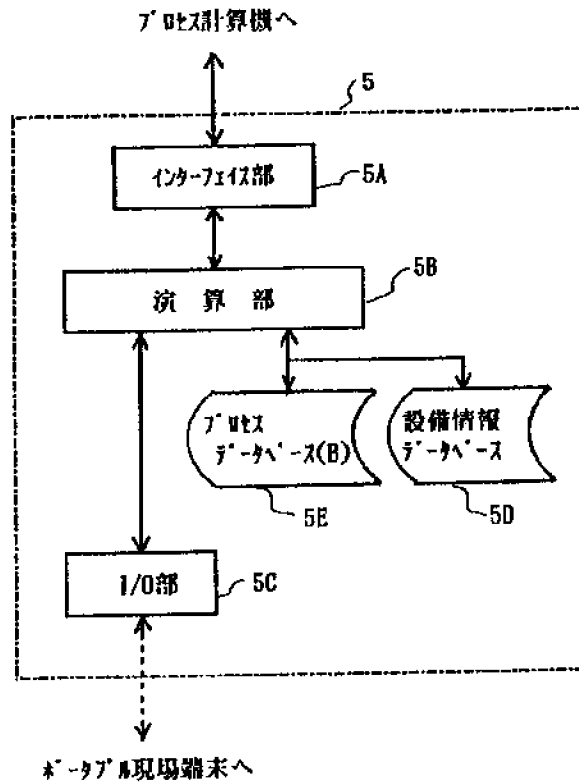 ﾌﾟﾛｾｽ計算機へ
5
ｲﾝﾀｰﾌｪｲｽ部
5A
5B
演 算 部
ﾌﾟﾛｾｽ
ﾃﾞｰﾀﾍﾞｰｽ(B)
設備情報
ﾃﾞｰﾀﾍﾞｰｽ
5E
5D
I/O部
5C
ﾎﾟｰﾀﾌﾞﾙ現場端末へ